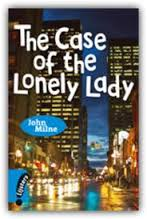 The Case
of the
Lonely Lady
John
Milne